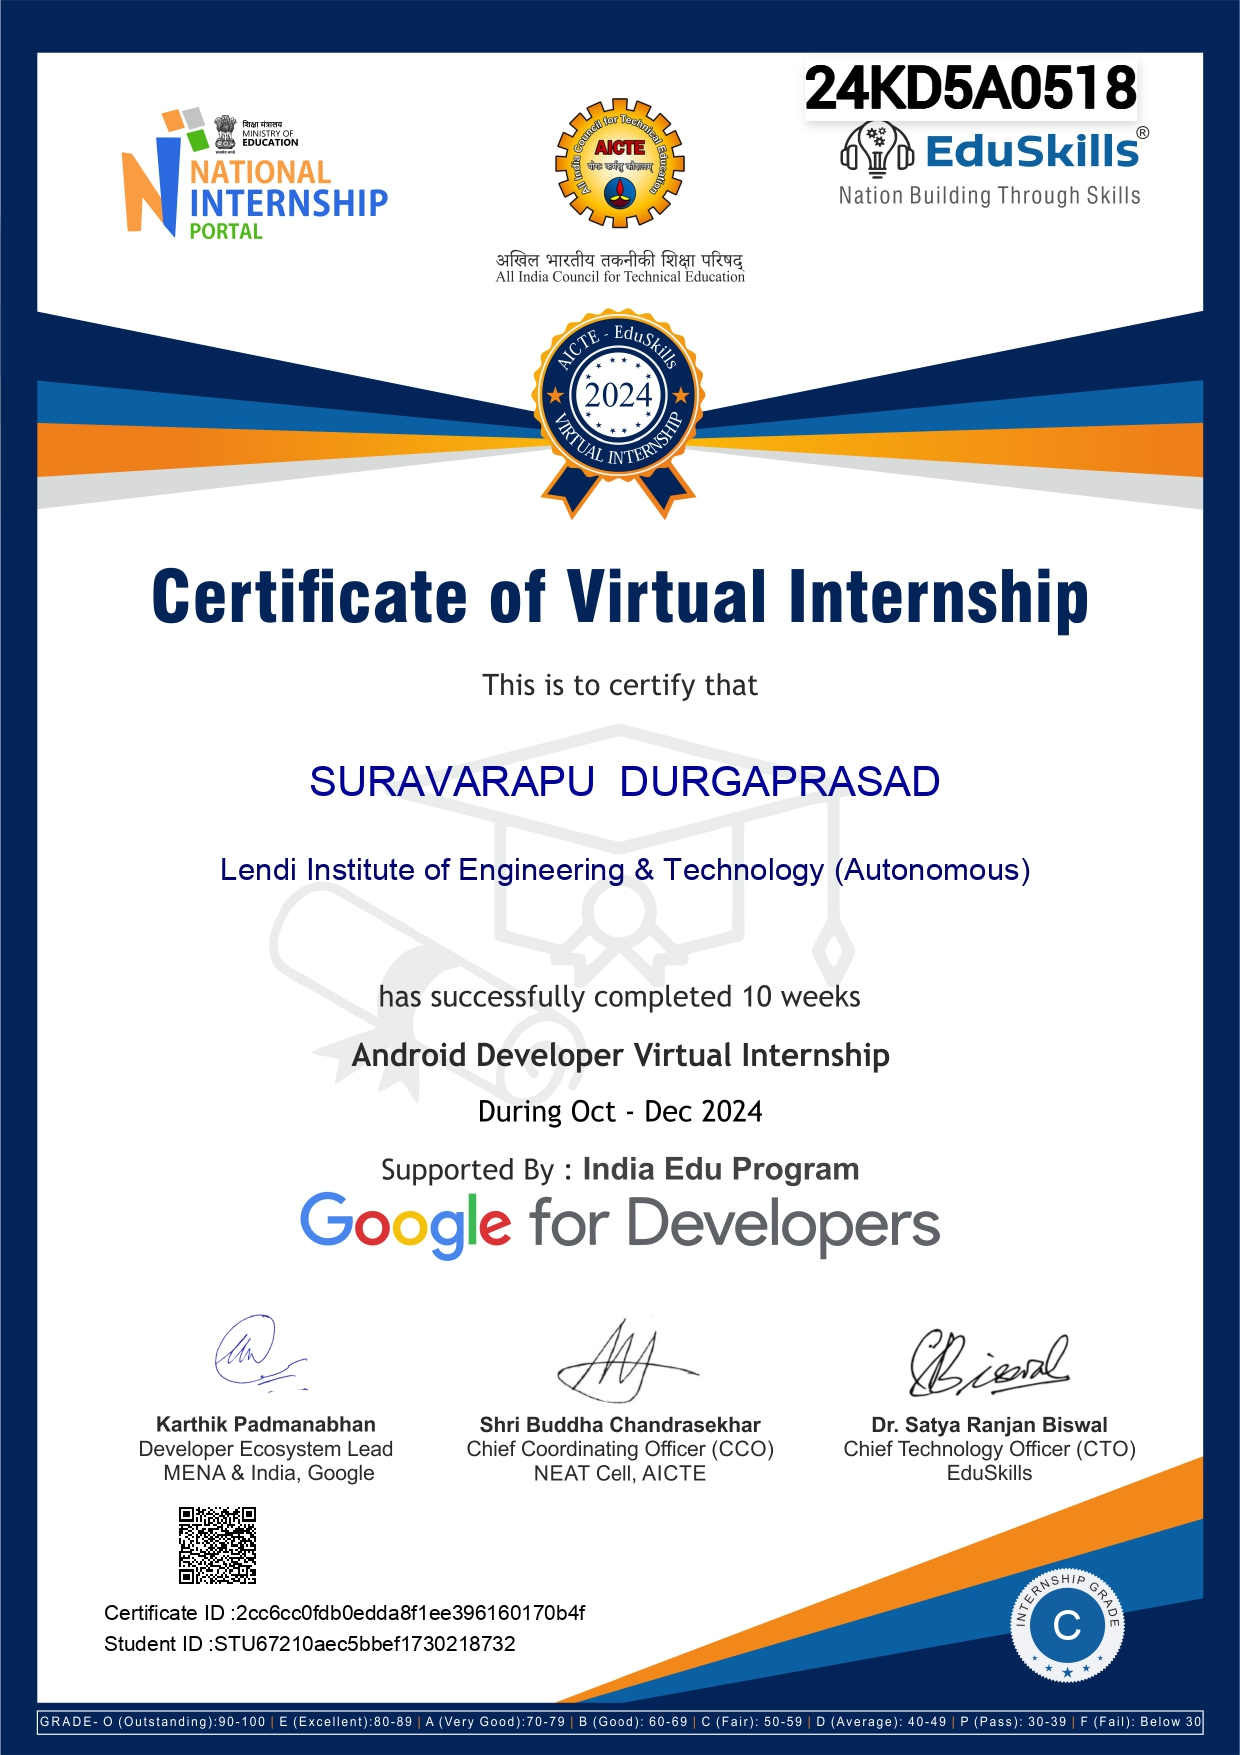 24KD5A0518
शिक्षा मंत्रालय
MINISTRY OF
EDUCATION
NATIONAL
INTERNSHIP
PORTAL
All India Council for Technical Education
AICTE
योगः कर्मसु कौशलम्
अखिल भारतीय तकनीकी शिक्षा परिषद्
All India Council for Technical Education
EduSkills®
Nation Building Through Skills
AICTE - EduSkills
2024
VIRTUAL INTERNSHIP
Certificate of Virtual Internship
This is to certify that
SURAVARAPU DURGAPRASAD
Lendi Institute of Engineering & Technology (Autonomous)
has successfully completed 10 weeks
Android Developer Virtual Internship
During Oct - Dec 2024
Supported By : India Edu Program
Google for Developers
Karthik Padmanabhan
Developer Ecosystem Lead
MENA & India, Google
Shri Buddha Chandrasekhar
Chief Coordinating Officer (CCO)
NEAT Cell, AICTE
Dr. Satya Ranjan Biswal
Chief Technology Officer (CTO)
EduSkills
Certificate ID :2cc6cc0fdb0edda8f1ee396160170b4f
Student ID :STU67210aec5bbef1730218732
INTERNSHIP GRADE
C
GRADE- O (Outstanding):90-100 | E (Excellent):80-89 | A (Very Good):70-79 | B (Good): 60-69 | C (Fair): 50-59 | D (Average): 40-49 | P (Pass): 30-39 | F (Fail): Below 30